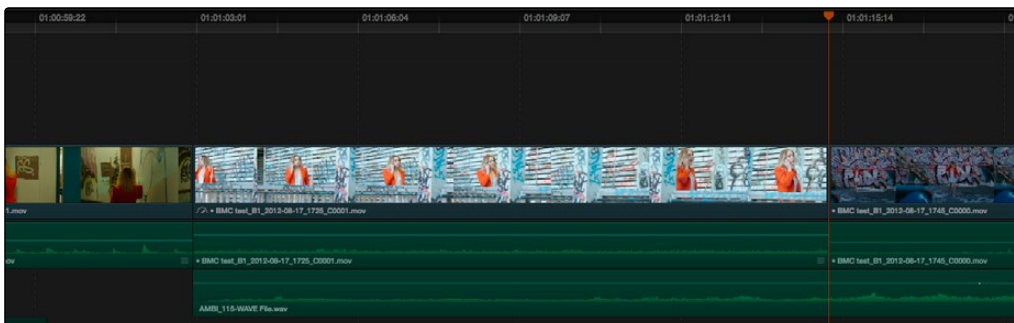 01:00:59:22 01:01:03:01 01:01:06:04 01:01:09:07 01:01:12:11 01:01:15:14 0
1.mov • BMC test_B1_2012-08-17_1725_C0001.mov • BMC test_B1_2012-08-17_1745_C0000.mov
ov • BMC test_B1_2012-08-17_1725_C0001.mov • BMC test_B1_2012-08-17_1745_C0000.mov
AMBI_115-WAVE File.wav